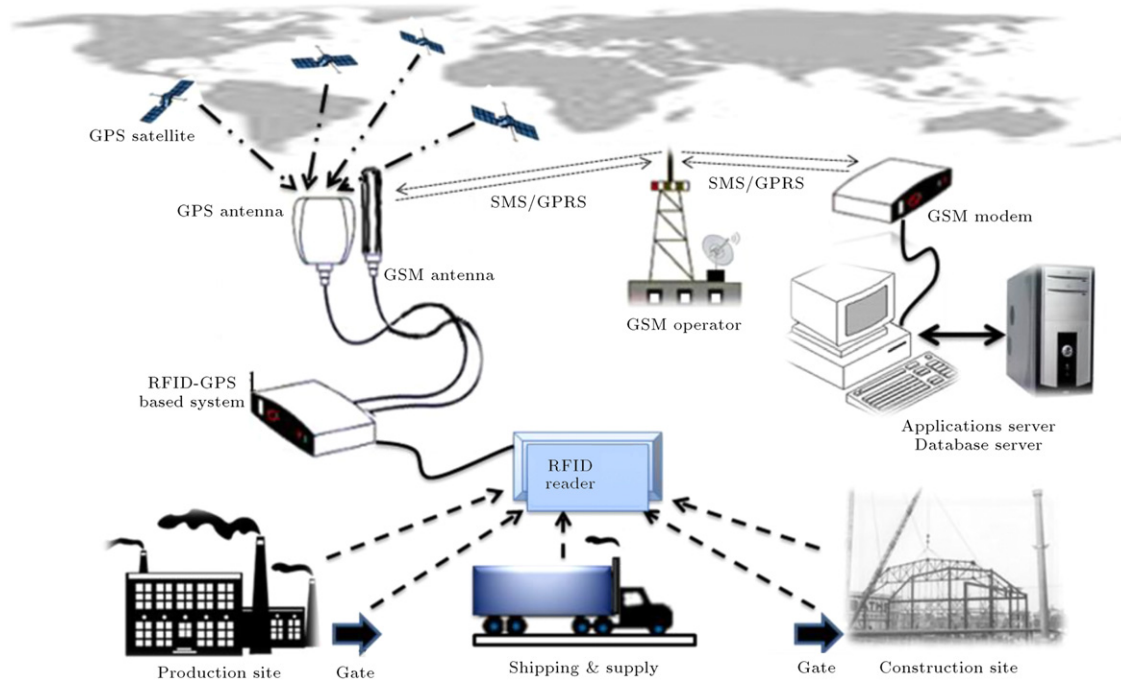 GPS satellite
GPS antenna
SMS/GPRS
SMS/GPRS
GSM modem
GSM antenna
GSM operator
RFID-GPS
based system
Applications server
Database server
RFID
reader
Production site
Gate
Shipping & supply
Gate
Construction site